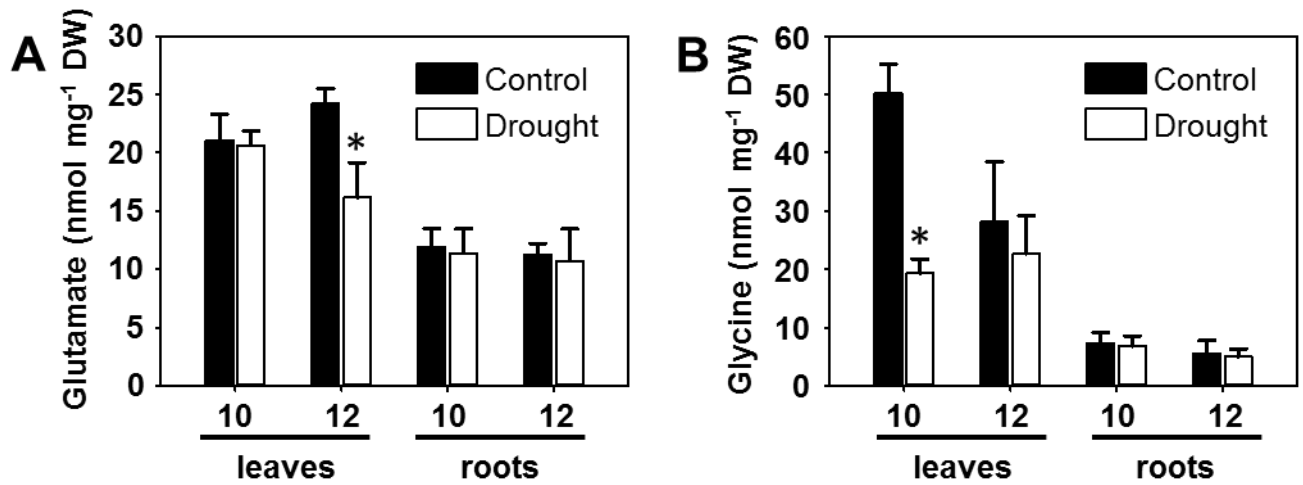 A
Glutamate (nmol mg⁻¹ DW)
30
25
20
15
10
5
0
Control
Drought
*
10 12 10 12
leaves roots
B
Glycine (nmol mg⁻¹ DW)
60
50
40
30
20
10
0
Control
Drought
*
10 12 10 12
leaves roots